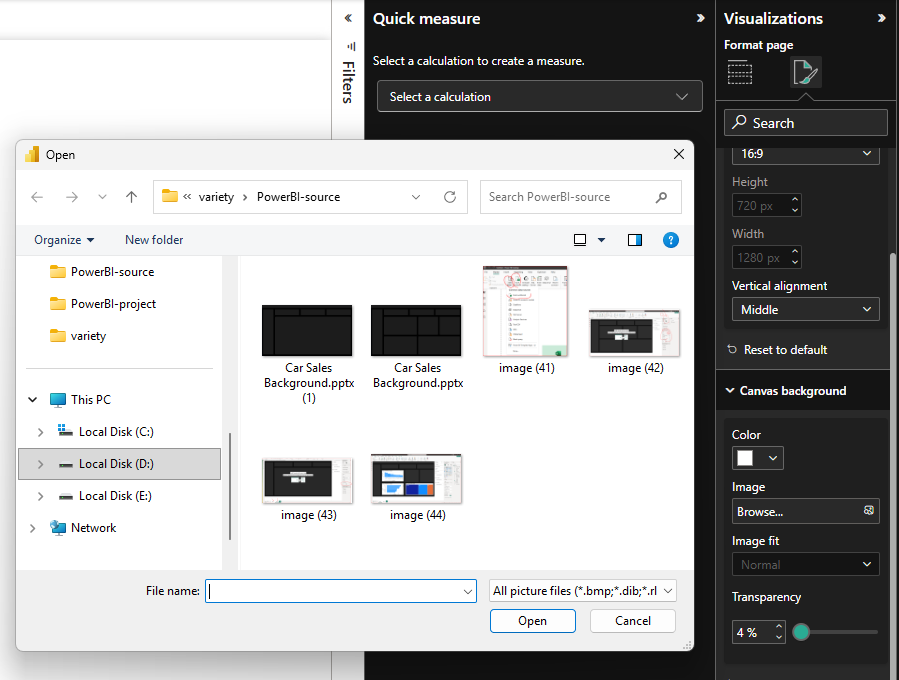 Quick measure
Select a calculation to create a measure.
Select a calculation
Filters
Visualizations
Format page
Search
16:9
Height
720 px
Width
1280 px
Vertical alignment
Middle
Reset to default
Canvas background
Color
Image
Browse...
Image fit
Normal
Transparency
4 %
Open
variety
PowerBI-source
Search PowerBI-source
Organize
New folder
PowerBI-source
PowerBI-project
variety
This PC
Local Disk (C:)
Local Disk (D:)
Local Disk (E:)
Network
Car Sales
Background.pptx
(1)
Car Sales
Background.pptx
image (41)
image (42)
image (43)
image (44)
File name:
All picture files (*.bmp;*.dib;*.rl
Open
Cancel